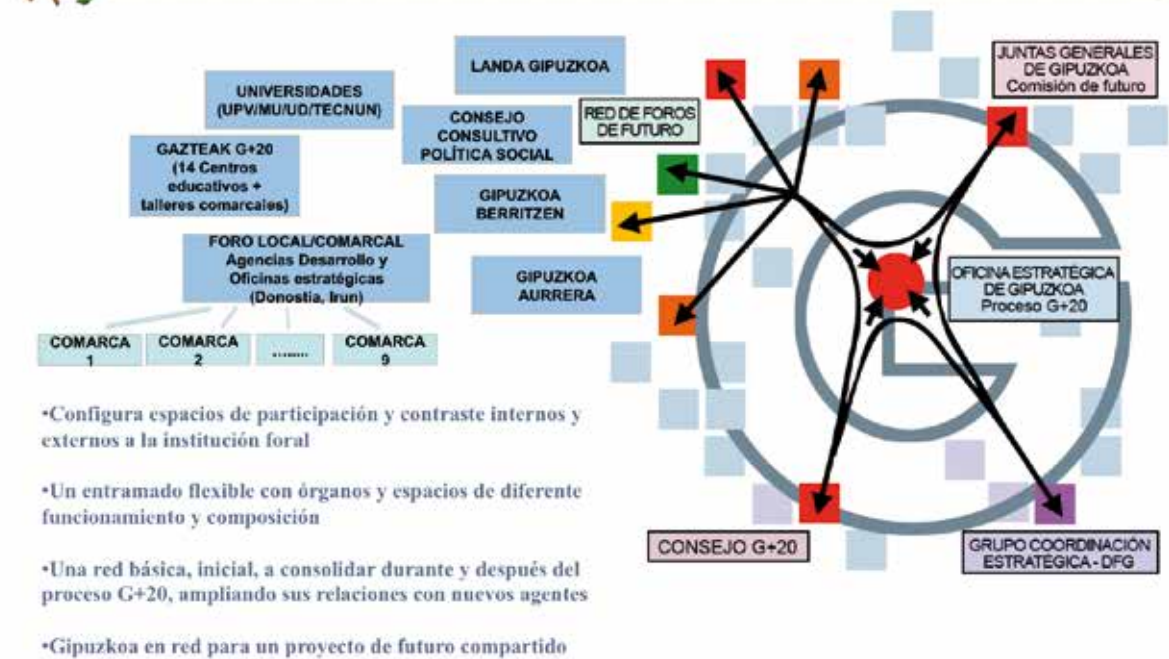 LANDA GIPUZKOA
UNIVERSIDADES
(UPV/MU/UD/TECNUN)
CONSEJO
CONSULTIVO
POLÍTICA SOCIAL
GAZTEAK G+20
(14 Centros
educativos +
talleres comarcales)
GIPUZKOA
BERRITZEN
FORO LOCAL/COMARCAL
Agencias Desarrollo y
Oficinas estratégicas
(Donostia, Irun)
GIPUZKOA
AURRERA
COMARCA
1
COMARCA
2
........
COMARCA
9
RED DE FOROS
DE FUTURO
JUNTAS GENERALES
DE GIPUZKOA
Comisión de futuro
OFICINA ESTRATÉGICA
DE GIPUZKOA
Proceso G+20
CONSEJO G+20
GRUPO COORDINACIÓN
ESTRATÉGICA - DFG
•Configura espacios de participación y contraste internos y
externos a la institución foral
•Un entramado flexible con órganos y espacios de diferente
funcionamiento y composición
•Una red básica, inicial, a consolidar durante y después del
proceso G+20, ampliando sus relaciones con nuevos agentes
•Gipuzkoa en red para un proyecto de futuro compartido